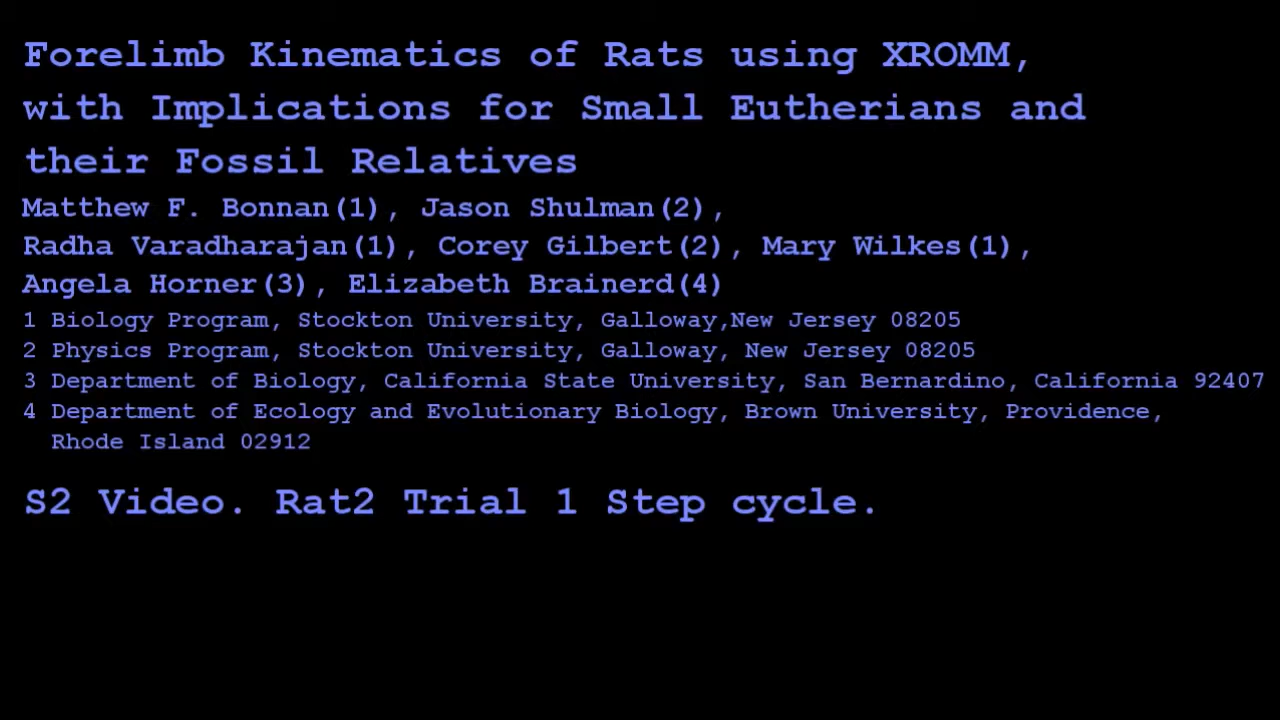 Forelimb Kinematics of Rats using XROMM,
with Implications for Small Eutherians and
their Fossil Relatives
Matthew F. Bonnan(1), Jason Shulman(2),
Radha Varadharajan(1), Corey Gilbert(2), Mary Wilkes(1),
Angela Horner(3), Elizabeth Brainerd(4)
1 Biology Program, Stockton University, Galloway,New Jersey 08205
2 Physics Program, Stockton University, Galloway, New Jersey 08205
3 Department of Biology, California State University, San Bernardino, California 92407
4 Department of Ecology and Evolutionary Biology, Brown University, Providence,
Rhode Island 02912
S2 Video. Rat2 Trial 1 Step cycle.